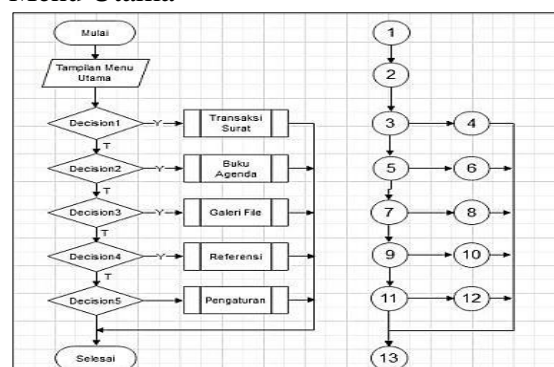 Menu Utama
Mulai
1
Tampilan Menu
Utama
2
Decision1
Y
Transaksi
Surat
3
4
T
Decision2
Y
Buku
Agenda
5
6
T
Decision3
Y
Galeri File
7
8
T
Decision4
Y
Referensi
9
10
T
Decision5
Pengaturan
11
12
Selesai
13